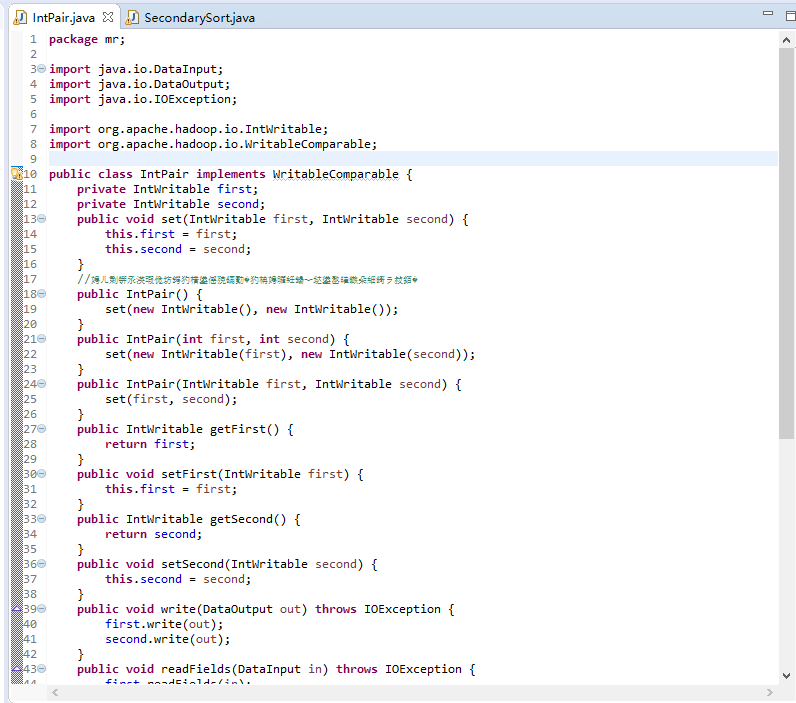 IntPair.java SecondarySort.java
1 package mr;
2
3 import java.io.DataInput;
4 import java.io.DataOutput;
5 import java.io.IOException;
6
7 import org.apache.hadoop.io.IntWritable;
8 import org.apache.hadoop.io.WritableComparable;
9
10 public class IntPair implements WritableComparable {
11     private IntWritable first;
12     private IntWritable second;
13     public void set(IntWritable first, IntWritable second) {
14         this.first = first;
15         this.second = second;
16     }
17     //
18     public IntPair() {
19         set(new IntWritable(), new IntWritable());
20     }
21     public IntPair(int first, int second) {
22         set(new IntWritable(first), new IntWritable(second));
23     }
24     public IntPair(IntWritable first, IntWritable second) {
25         set(first, second);
26     }
27     public IntWritable getFirst() {
28         return first;
29     }
30     public void setFirst(IntWritable first) {
31         this.first = first;
32     }
33     public IntWritable getSecond() {
34         return second;
35     }
36     public void setSecond(IntWritable second) {
37         this.second = second;
38     }
39     public void write(DataOutput out) throws IOException {
40         first.write(out);
41         second.write(out);
42     }
43     public void readFields(DataInput in) throws IOException {
44         first.readFields(in);